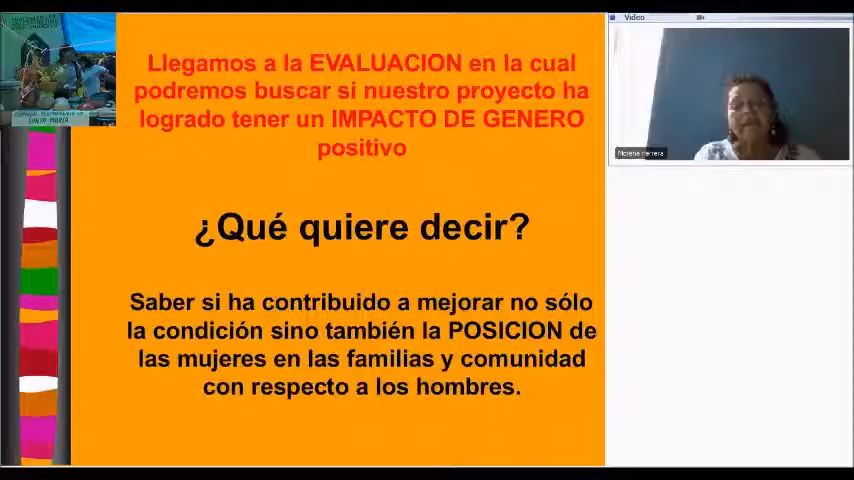 Video
Llegamos a la EVALUACION en la cual
podremos buscar si nuestro proyecto ha
logrado tener un IMPACTO DE GENERO
positivo
Morena Herrera
¿Qué quiere decir?
Saber si ha contribuido a mejorar no sólo
la condición sino también la POSICION de
las mujeres en las familias y comunidad
con respecto a los hombres.